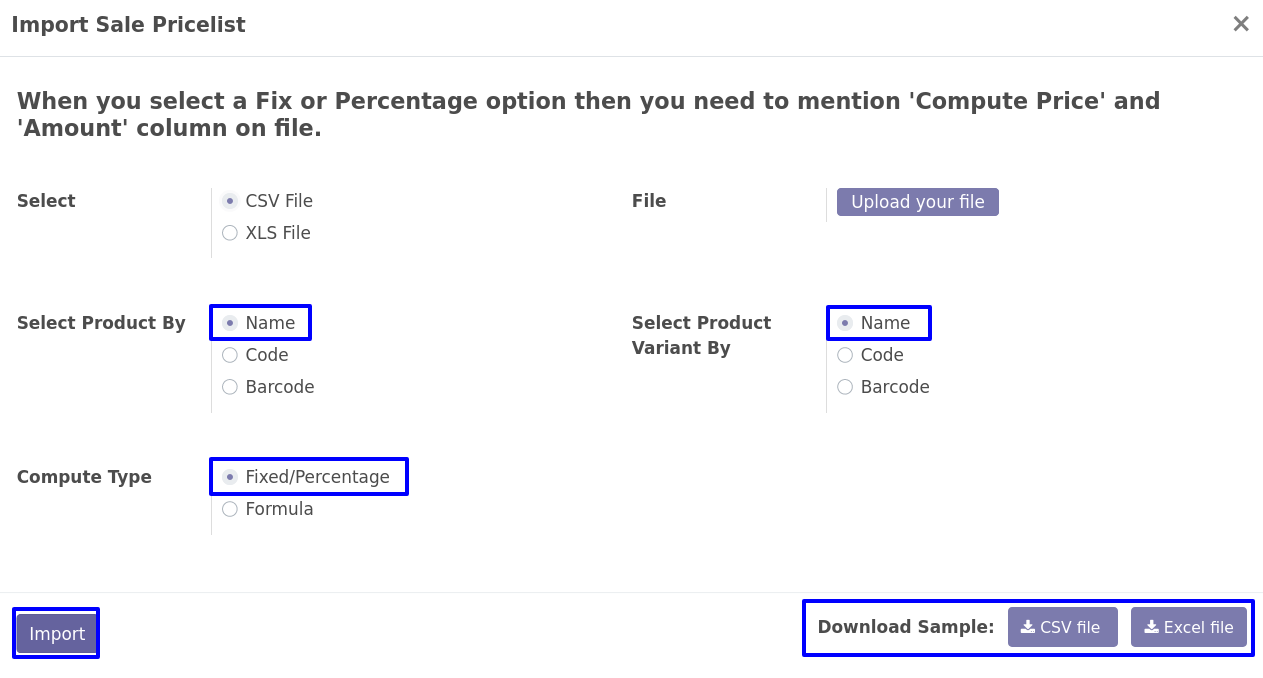 Import Sale Pricelist
×
When you select a Fix or Percentage option then you need to mention 'Compute Price' and
'Amount' column on file.
Select
CSV File
XLS File
File
Upload your file
Select Product By
Name
Code
Barcode
Select Product
Variant By
Name
Code
Barcode
Compute Type
Fixed/Percentage
Formula
Import
Download Sample:
CSV file
Excel file